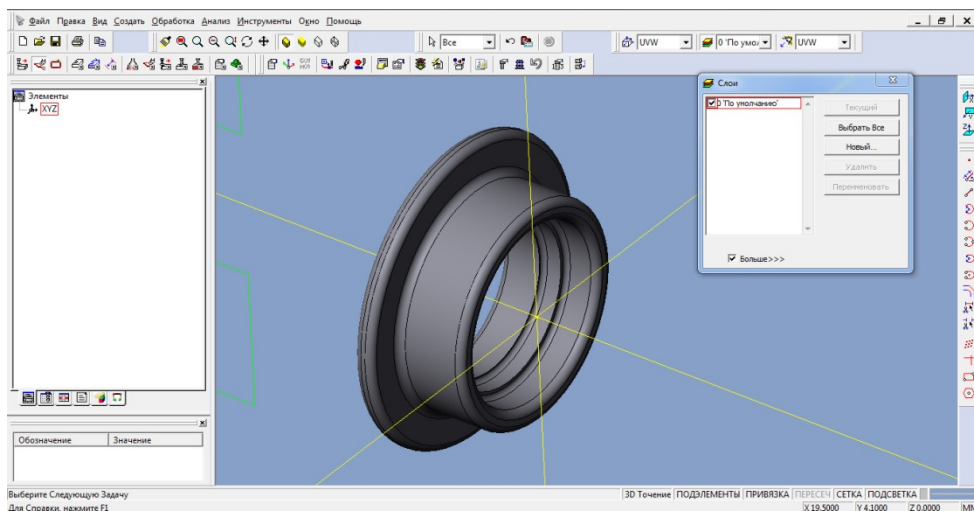 Файл Правка Вид Создать Обработка Анализ Инструменты Окно Помощь
Все
UVW
0 'По умол
UVW
Элементы
XYZ
Слои
0 'По умолчанию'
Текущий
Выбрать Все
Новый...
Удалить
Переименовать
Больше>>>
Обозначение Значение
Выберите Следующую Задачу
3D Точение ПОДЭЛЕМЕНТЫ ПРИВЯЗКА ПЕРЕСЕЧ СЕТКА ПОДСВЕТКА
Для Справки, нажмите F1
X 19.5000 Y 4.1000 Z 0.0000